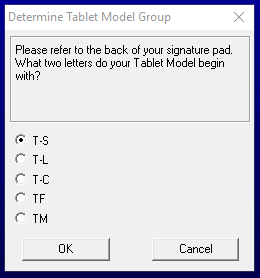 Determine Tablet Model Group
Please refer to the back of your signature pad.
What two letters do your Tablet Model begin
with?
T-S
T-L
T-C
TF
TM
OK
Cancel